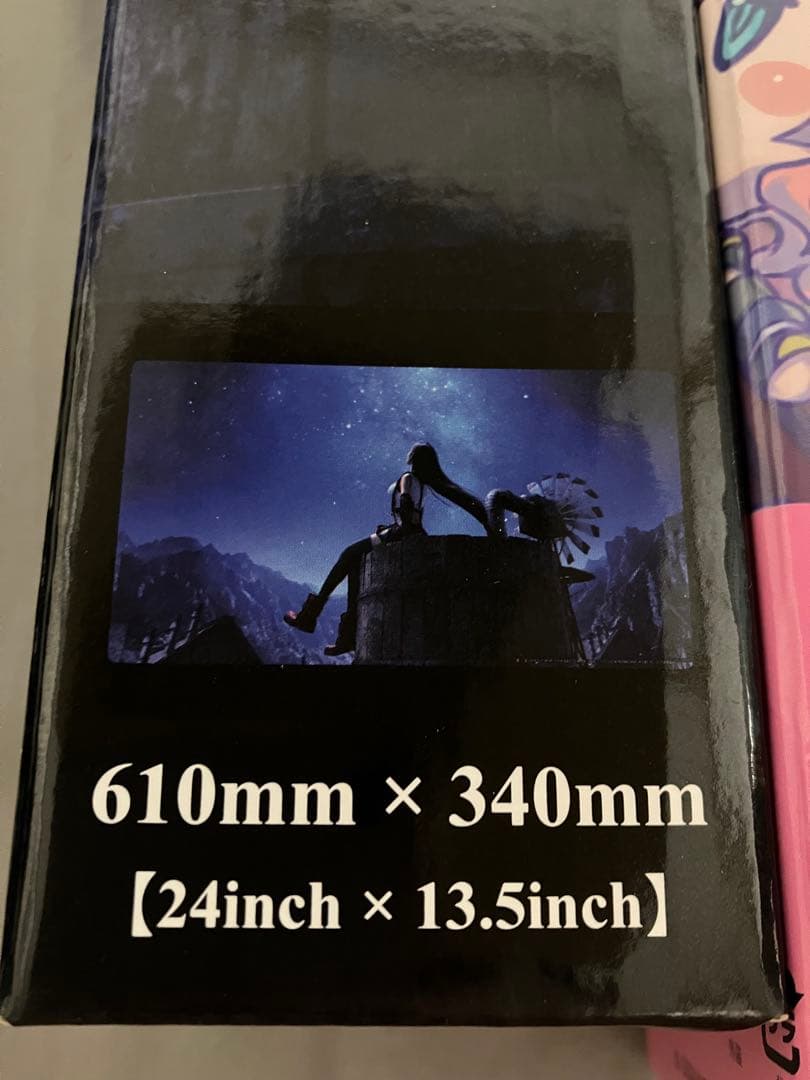 610mm × 340mm
【24inch × 13.5inch】